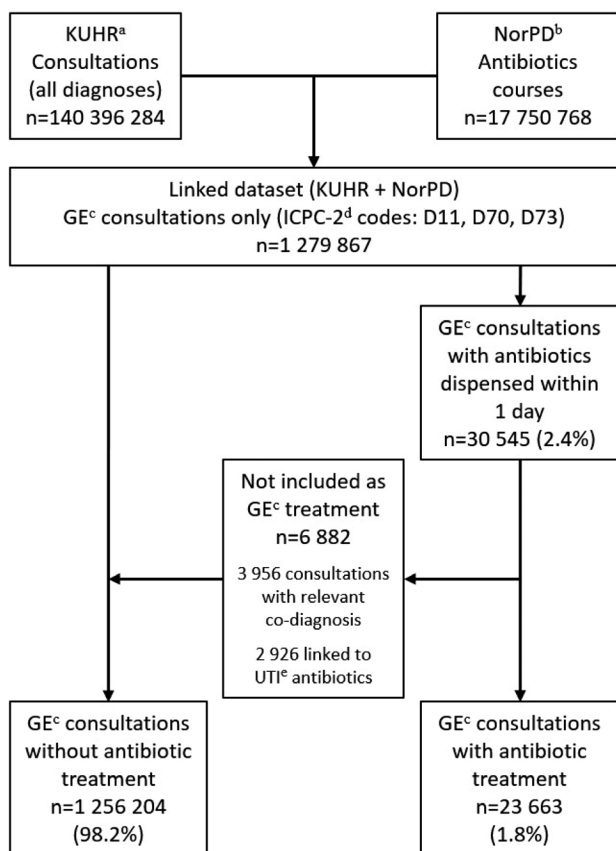 KUHRᵃ
Consultations
(all diagnoses)
n=140 396 284
NorPDᵇ
Antibiotics
courses
n=17 750 768
Linked dataset (KUHR + NorPD)
GEᶜ consultations only (ICPC-2ᵈ codes: D11, D70, D73)
n=1 279 867
GEᶜ consultations
with antibiotics
dispensed within
1 day
n=30 545 (2.4%)
Not included as
GEᶜ treatment
n=6 882
3 956 consultations
with relevant
co-diagnosis
2 926 linked to
UTIᵉ antibiotics
GEᶜ consultations
without antibiotic
treatment
n=1 256 204
(98.2%)
GEᶜ consultations
with antibiotic
treatment
n=23 663
(1.8%)